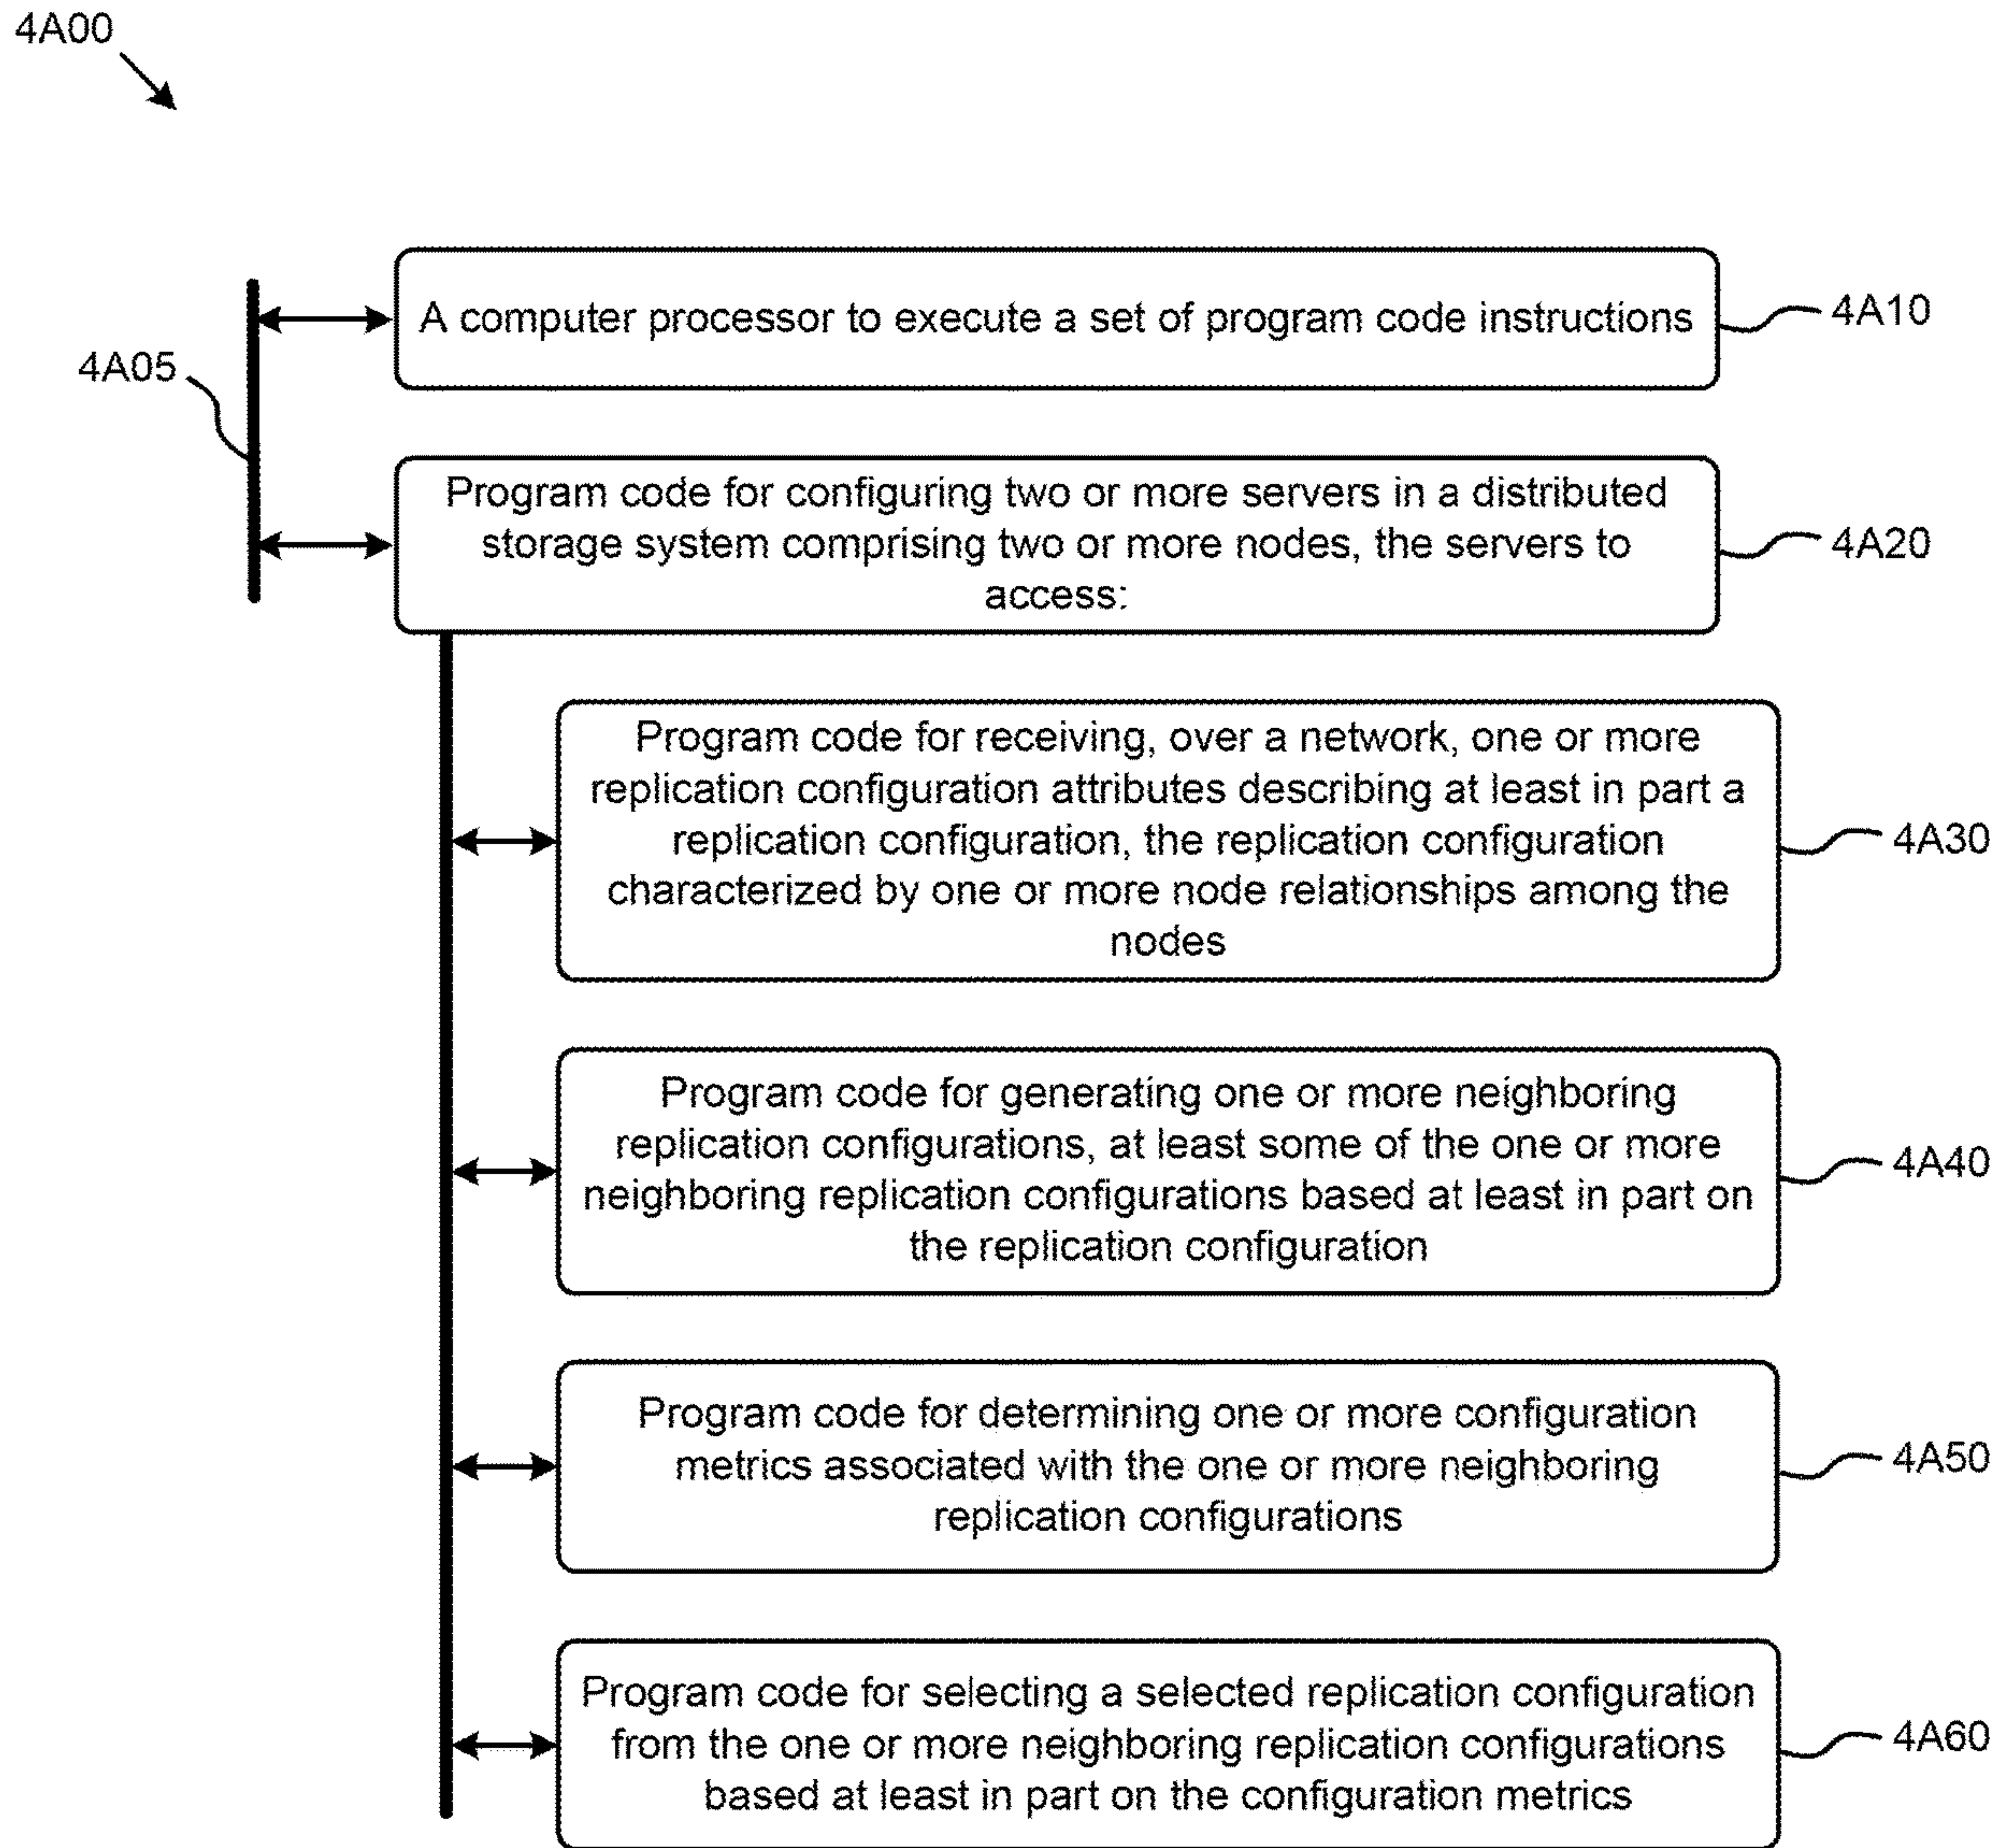 4A00
A computer processor to execute a set of program code instructions
4A10
4A05
Program code for configuring two or more servers in a distributed
storage system comprising two or more nodes, the servers to
access:
4A20
Program code for receiving, over a network, one or more
replication configuration attributes describing at least in part a
replication configuration, the replication configuration
characterized by one or more node relationships among the
nodes
4A30
Program code for generating one or more neighboring
replication configurations, at least some of the one or more
neighboring replication configurations based at least in part on
the replication configuration
4A40
Program code for determining one or more configuration
metrics associated with the one or more neighboring
replication configurations
4A50
Program code for selecting a selected replication configuration
from the one or more neighboring replication configurations
based at least in part on the configuration metrics
4A60